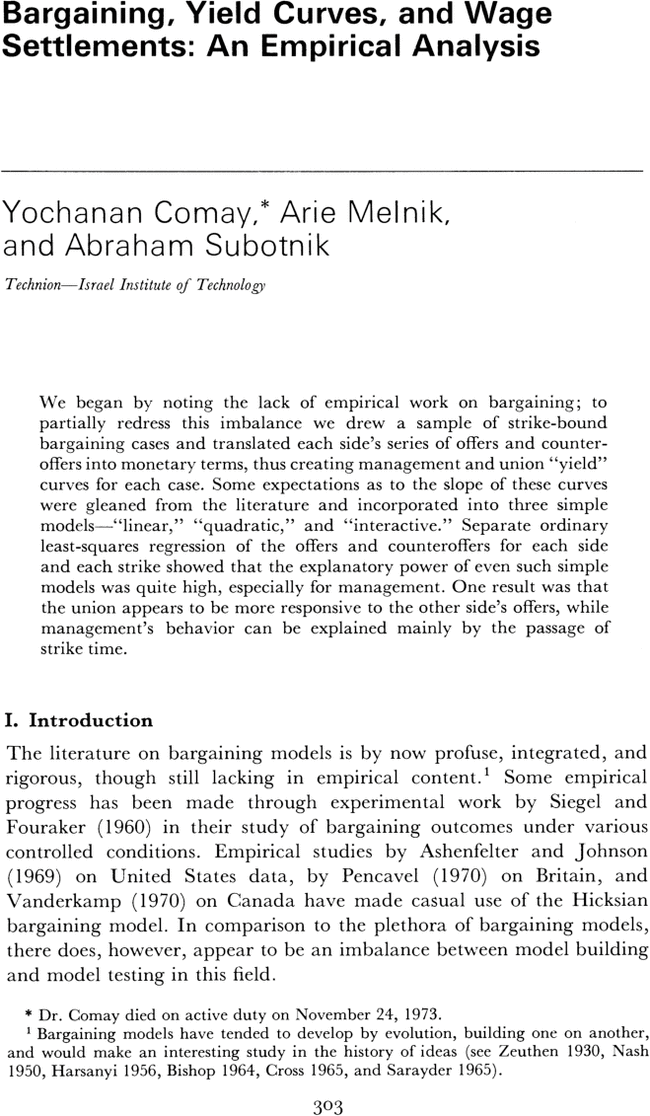 Bargaining, Yield Curves, and Wage
Settlements: An Empirical Analysis
Yochanan Comay,* Arie Melnik,
and Abraham Subotnik
Technion—Israel Institute of Technology
We began by noting the lack of empirical work on bargaining; to
partially redress this imbalance we drew a sample of strike-bound
bargaining cases and translated each side's series of offers and counter-
offers into monetary terms, thus creating management and union “yield”
curves for each case. Some expectations as to the slope of these curves
were gleaned from the literature and incorporated into three simple
models—“linear,” “quadratic,” and “interactive.” Separate ordinary
least-squares regression of the offers and counteroffers for each side
and each strike showed that the explanatory power of even such simple
models was quite high, especially for management. One result was that
the union appears to be more responsive to the other side's offers, while
management's behavior can be explained mainly by the passage of
strike time.
I. Introduction
The literature on bargaining models is by now profuse, integrated, and
rigorous, though still lacking in empirical content.¹ Some empirical
progress has been made through experimental work by Siegel and
Fouraker (1960) in their study of bargaining outcomes under various
controlled conditions. Empirical studies by Ashenfelter and Johnson
(1969) on United States data, by Pencavel (1970) on Britain, and
Vanderkamp (1970) on Canada have made casual use of the Hicksian
bargaining model. In comparison to the plethora of bargaining models,
there does, however, appear to be an imbalance between model building
and model testing in this field.
* Dr. Comay died on active duty on November 24, 1973.
¹ Bargaining models have tended to develop by evolution, building one on another,
and would make an interesting study in the history of ideas (see Zeuthen 1930, Nash
1950, Harsanyi 1956, Bishop 1964, Cross 1965, and Sarayder 1965).
303